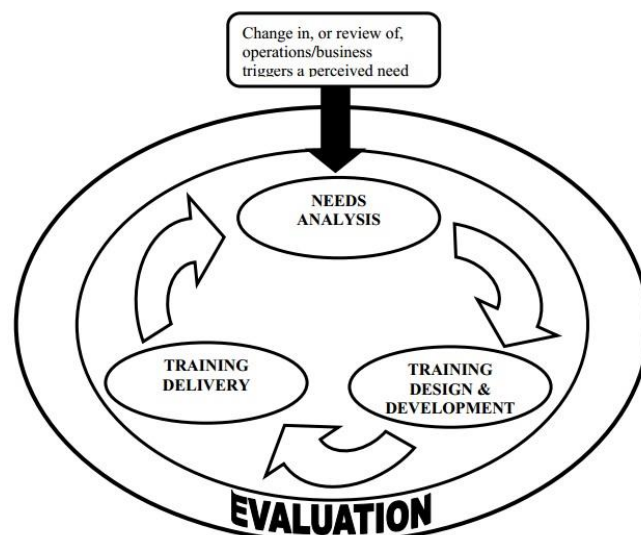 Change in, or review of,
operations/business
triggers a perceived need
NEEDS
ANALYSIS
TRAINING
DELIVERY
TRAINING
DESIGN &
DEVELOPMENT
EVALUATION